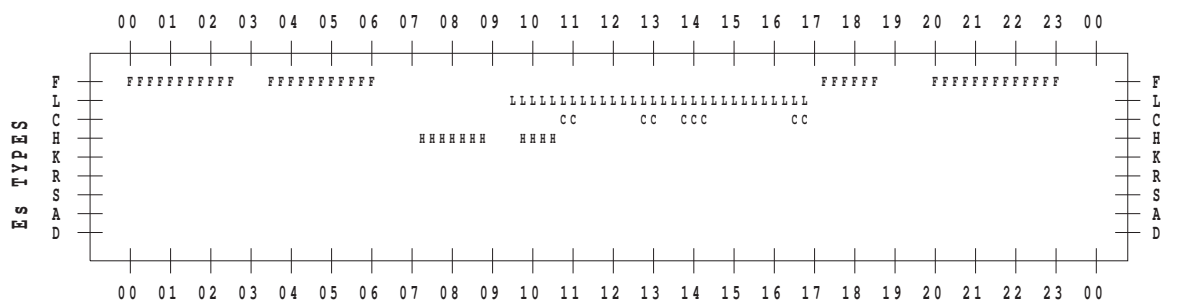 00 01 02 03 04 05 06 07 08 09 10 11 12 13 14 15 16 17 18 19 20 21 22 23 00
F FFFFFFFFFFF FFFFFFFFFFF FFFFFF FFFFFFFFFFFFF F
L LLLLLLLLLLLLLLLLLLLLLLLLLLLLLL L
C CC CC CCC CC C
H HHHHHHH HHHH H
K K
R R
S S
A A
D D
Es TYPES
00 01 02 03 04 05 06 07 08 09 10 11 12 13 14 15 16 17 18 19 20 21 22 23 00